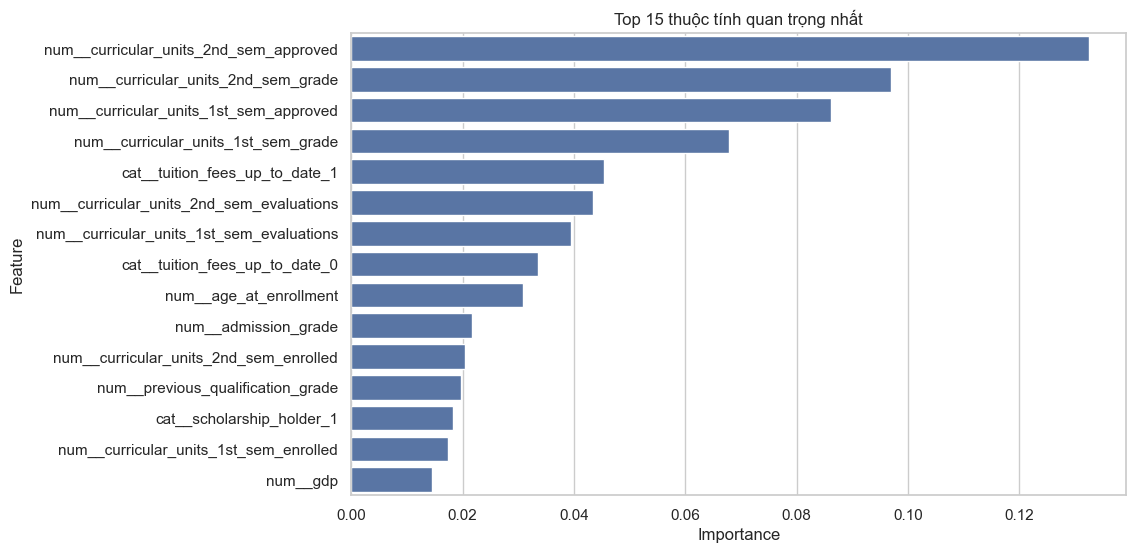 Top 15 thuộc tính quan trọng nhất
num__curricular_units_2nd_sem_approved
num__curricular_units_2nd_sem_grade
num__curricular_units_1st_sem_approved
num__curricular_units_1st_sem_grade
cat__tuition_fees_up_to_date_1
num__curricular_units_2nd_sem_evaluations
num__curricular_units_1st_sem_evaluations
cat__tuition_fees_up_to_date_0
num__age_at_enrollment
num__admission_grade
num__curricular_units_2nd_sem_enrolled
num__previous_qualification_grade
cat__scholarship_holder_1
num__curricular_units_1st_sem_enrolled
num__gdp
Feature
0.00 0.02 0.04 0.06 0.08 0.10 0.12
Importance